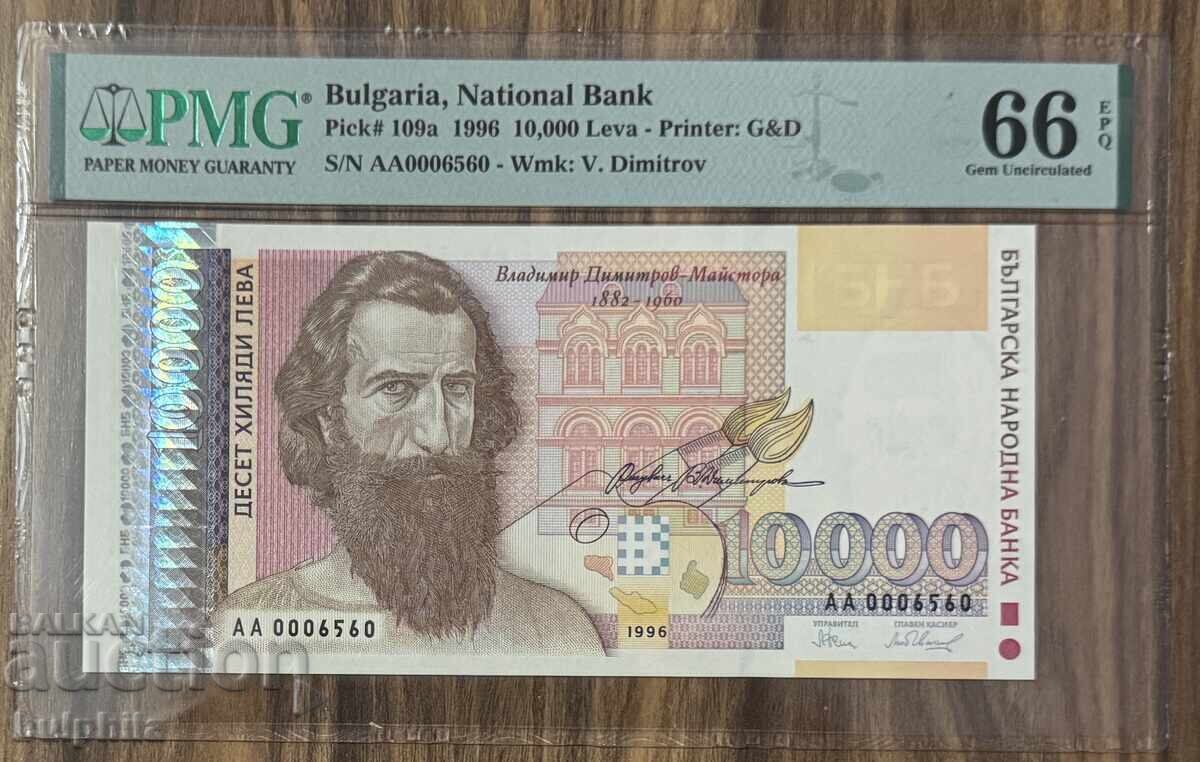 PMG®
PAPER MONEY GUARANTY
Bulgaria, National Bank
Pick# 109a 1996 10,000 Leva - Printer: G&D
S/N AA0006560 - Wmk: V. Dimitrov
66 EPQ
Gem Uncirculated
Владимир Димитров-Майстора
1882-1960
ДЕСЕТ ХИЛЯДИ ЛЕВА
БЪЛГАРСКА НАРОДНА БАНКА
10000
10000
АА 0006560
УПРАВИТЕЛ
ГЛАВЕН КАСИЕР
АА 0006560
1996
БАЛКАН
auction
bulphila